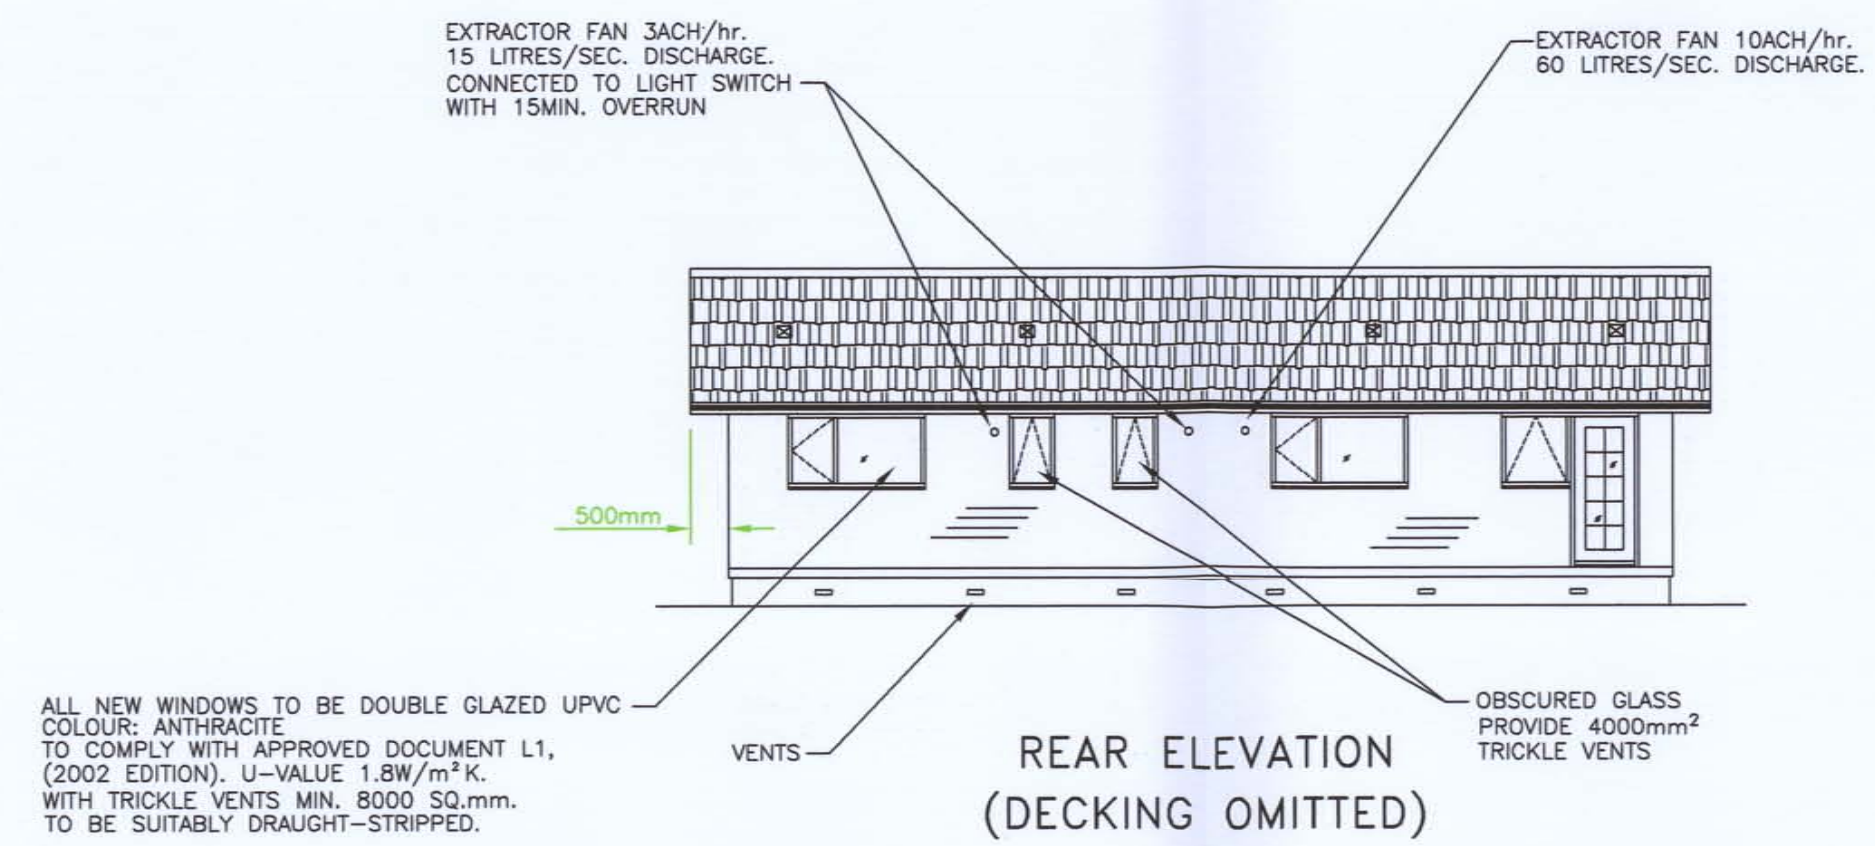 EXTRACTOR FAN 3ACH/hr.
15 LITRES/SEC. DISCHARGE.
CONNECTED TO LIGHT SWITCH
WITH 15MIN. OVERRUN
EXTRACTOR FAN 10ACH/hr.
60 LITRES/SEC. DISCHARGE.
500mm
ALL NEW WINDOWS TO BE DOUBLE GLAZED UPVC
COLOUR: ANTHRACITE
TO COMPLY WITH APPROVED DOCUMENT L1,
(2002 EDITION). U-VALUE 1.8W/m²K.
WITH TRICKLE VENTS MIN. 8000 SQ.mm.
TO BE SUITABLY DRAUGHT-STRIPPED.
VENTS
REAR ELEVATION
(DECKING OMITTED)
OBSCURED GLASS
PROVIDE 4000mm²
TRICKLE VENTS